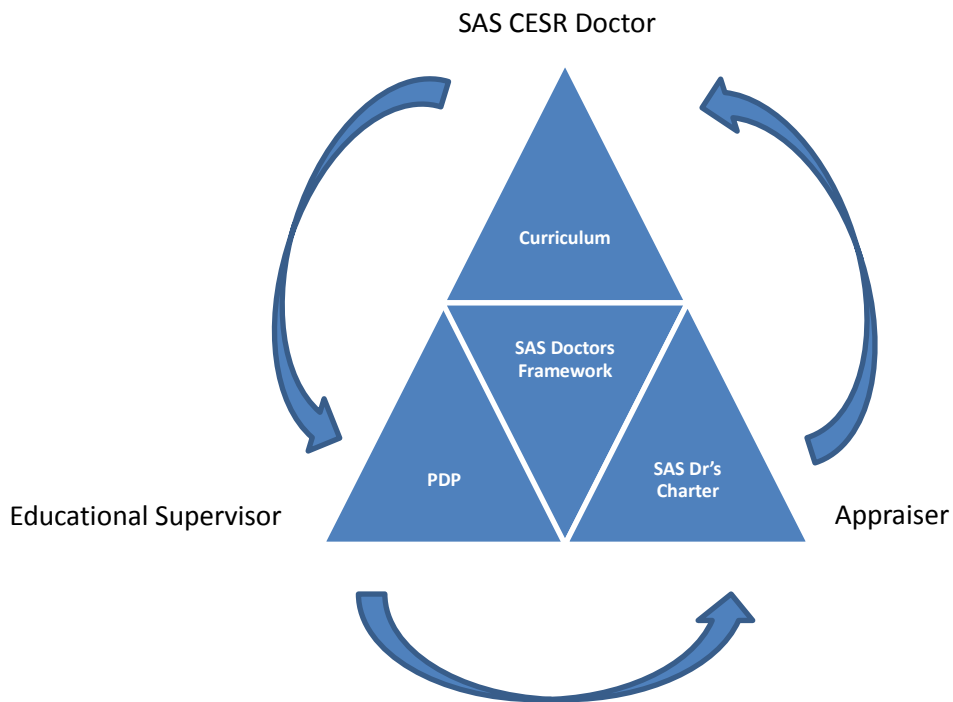 SAS CESR Doctor
Curriculum
SAS Doctors
Framework
PDP
SAS Dr’s
Charter
Educational Supervisor
Appraiser